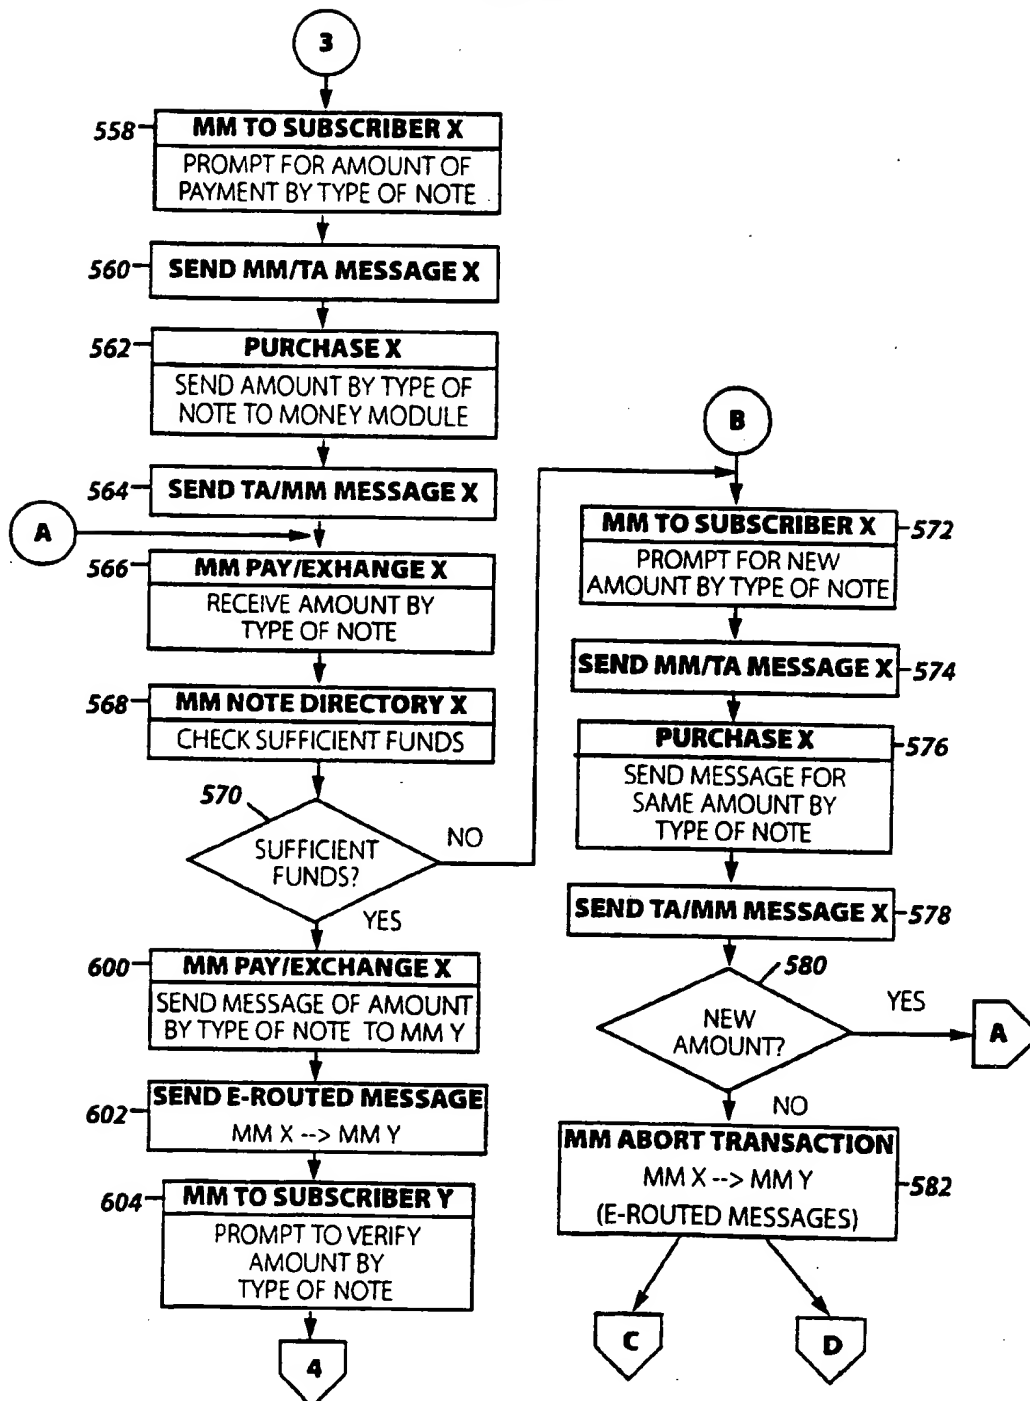 3
558
MM TO SUBSCRIBER X
PROMPT FOR AMOUNT OF
PAYMENT BY TYPE OF NOTE
560
SEND MM/TA MESSAGE X
562
PURCHASE X
SEND AMOUNT BY TYPE OF
NOTE TO MONEY MODULE
564
SEND TA/MM MESSAGE X
A
566
MM PAY/EXHANGE X
RECEIVE AMOUNT BY
TYPE OF NOTE
568
MM NOTE DIRECTORY X
CHECK SUFFICIENT FUNDS
570
SUFFICIENT
FUNDS?
NO
YES
600
MM PAY/EXCHANGE X
SEND MESSAGE OF AMOUNT
BY TYPE OF NOTE TO MM Y
602
SEND E-ROUTED MESSAGE
MM X --> MM Y
604
MM TO SUBSCRIBER Y
PROMPT TO VERIFY
AMOUNT BY
TYPE OF NOTE
4
B
MM TO SUBSCRIBER X
572
PROMPT FOR NEW
AMOUNT BY TYPE OF NOTE
SEND MM/TA MESSAGE X
574
PURCHASE X
576
SEND MESSAGE FOR
SAME AMOUNT BY
TYPE OF NOTE
SEND TA/MM MESSAGE X
578
580
NEW
AMOUNT?
YES
A
NO
MM ABORT TRANSACTION
MM X --> MM Y
582
(E-ROUTED MESSAGES)
C
D